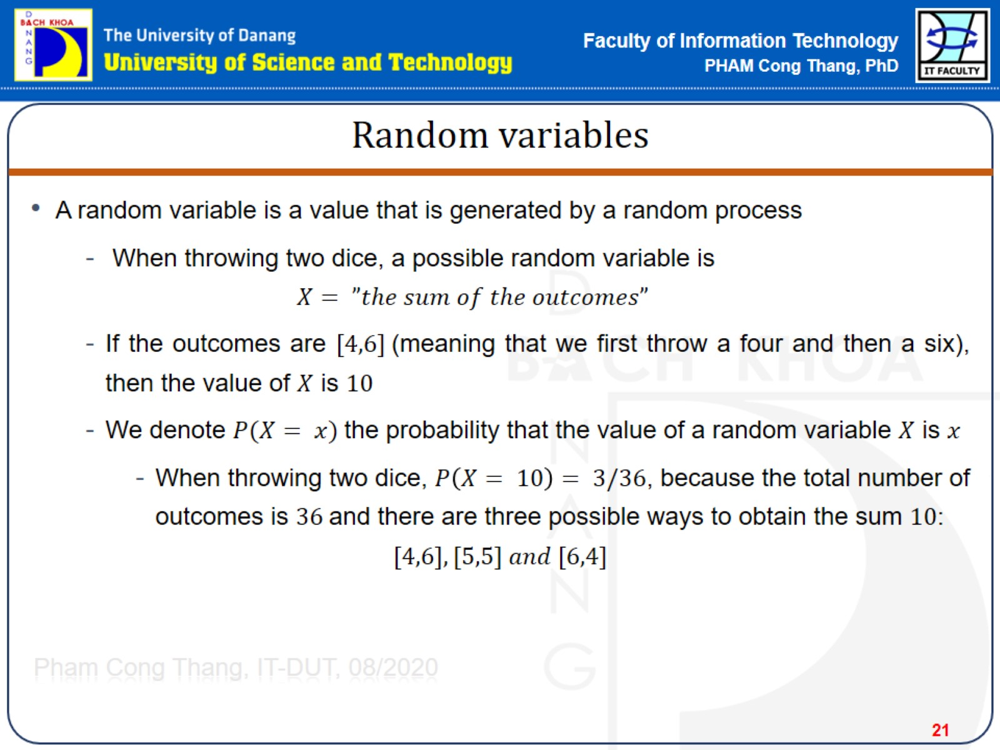 D
BACH KHOA
N
A
N
G
The University of Danang
University of Science and Technology
Faculty of Information Technology
PHAM Cong Thang, PhD
IT FACULTY
Random variables
• A random variable is a value that is generated by a random process
- When throwing two dice, a possible random variable is
X = ”the sum of the outcomes”
- If the outcomes are [4,6] (meaning that we first throw a four and then a six),
then the value of X is 10
- We denote P(X = x) the probability that the value of a random variable X is x
- When throwing two dice, P(X = 10) = 3/36, because the total number of
outcomes is 36 and there are three possible ways to obtain the sum 10:
[4,6], [5,5] and [6,4]
D
BACH KHOA
N
A
N
G
Pham Cong Thang, IT-DUT, 08/2020
21